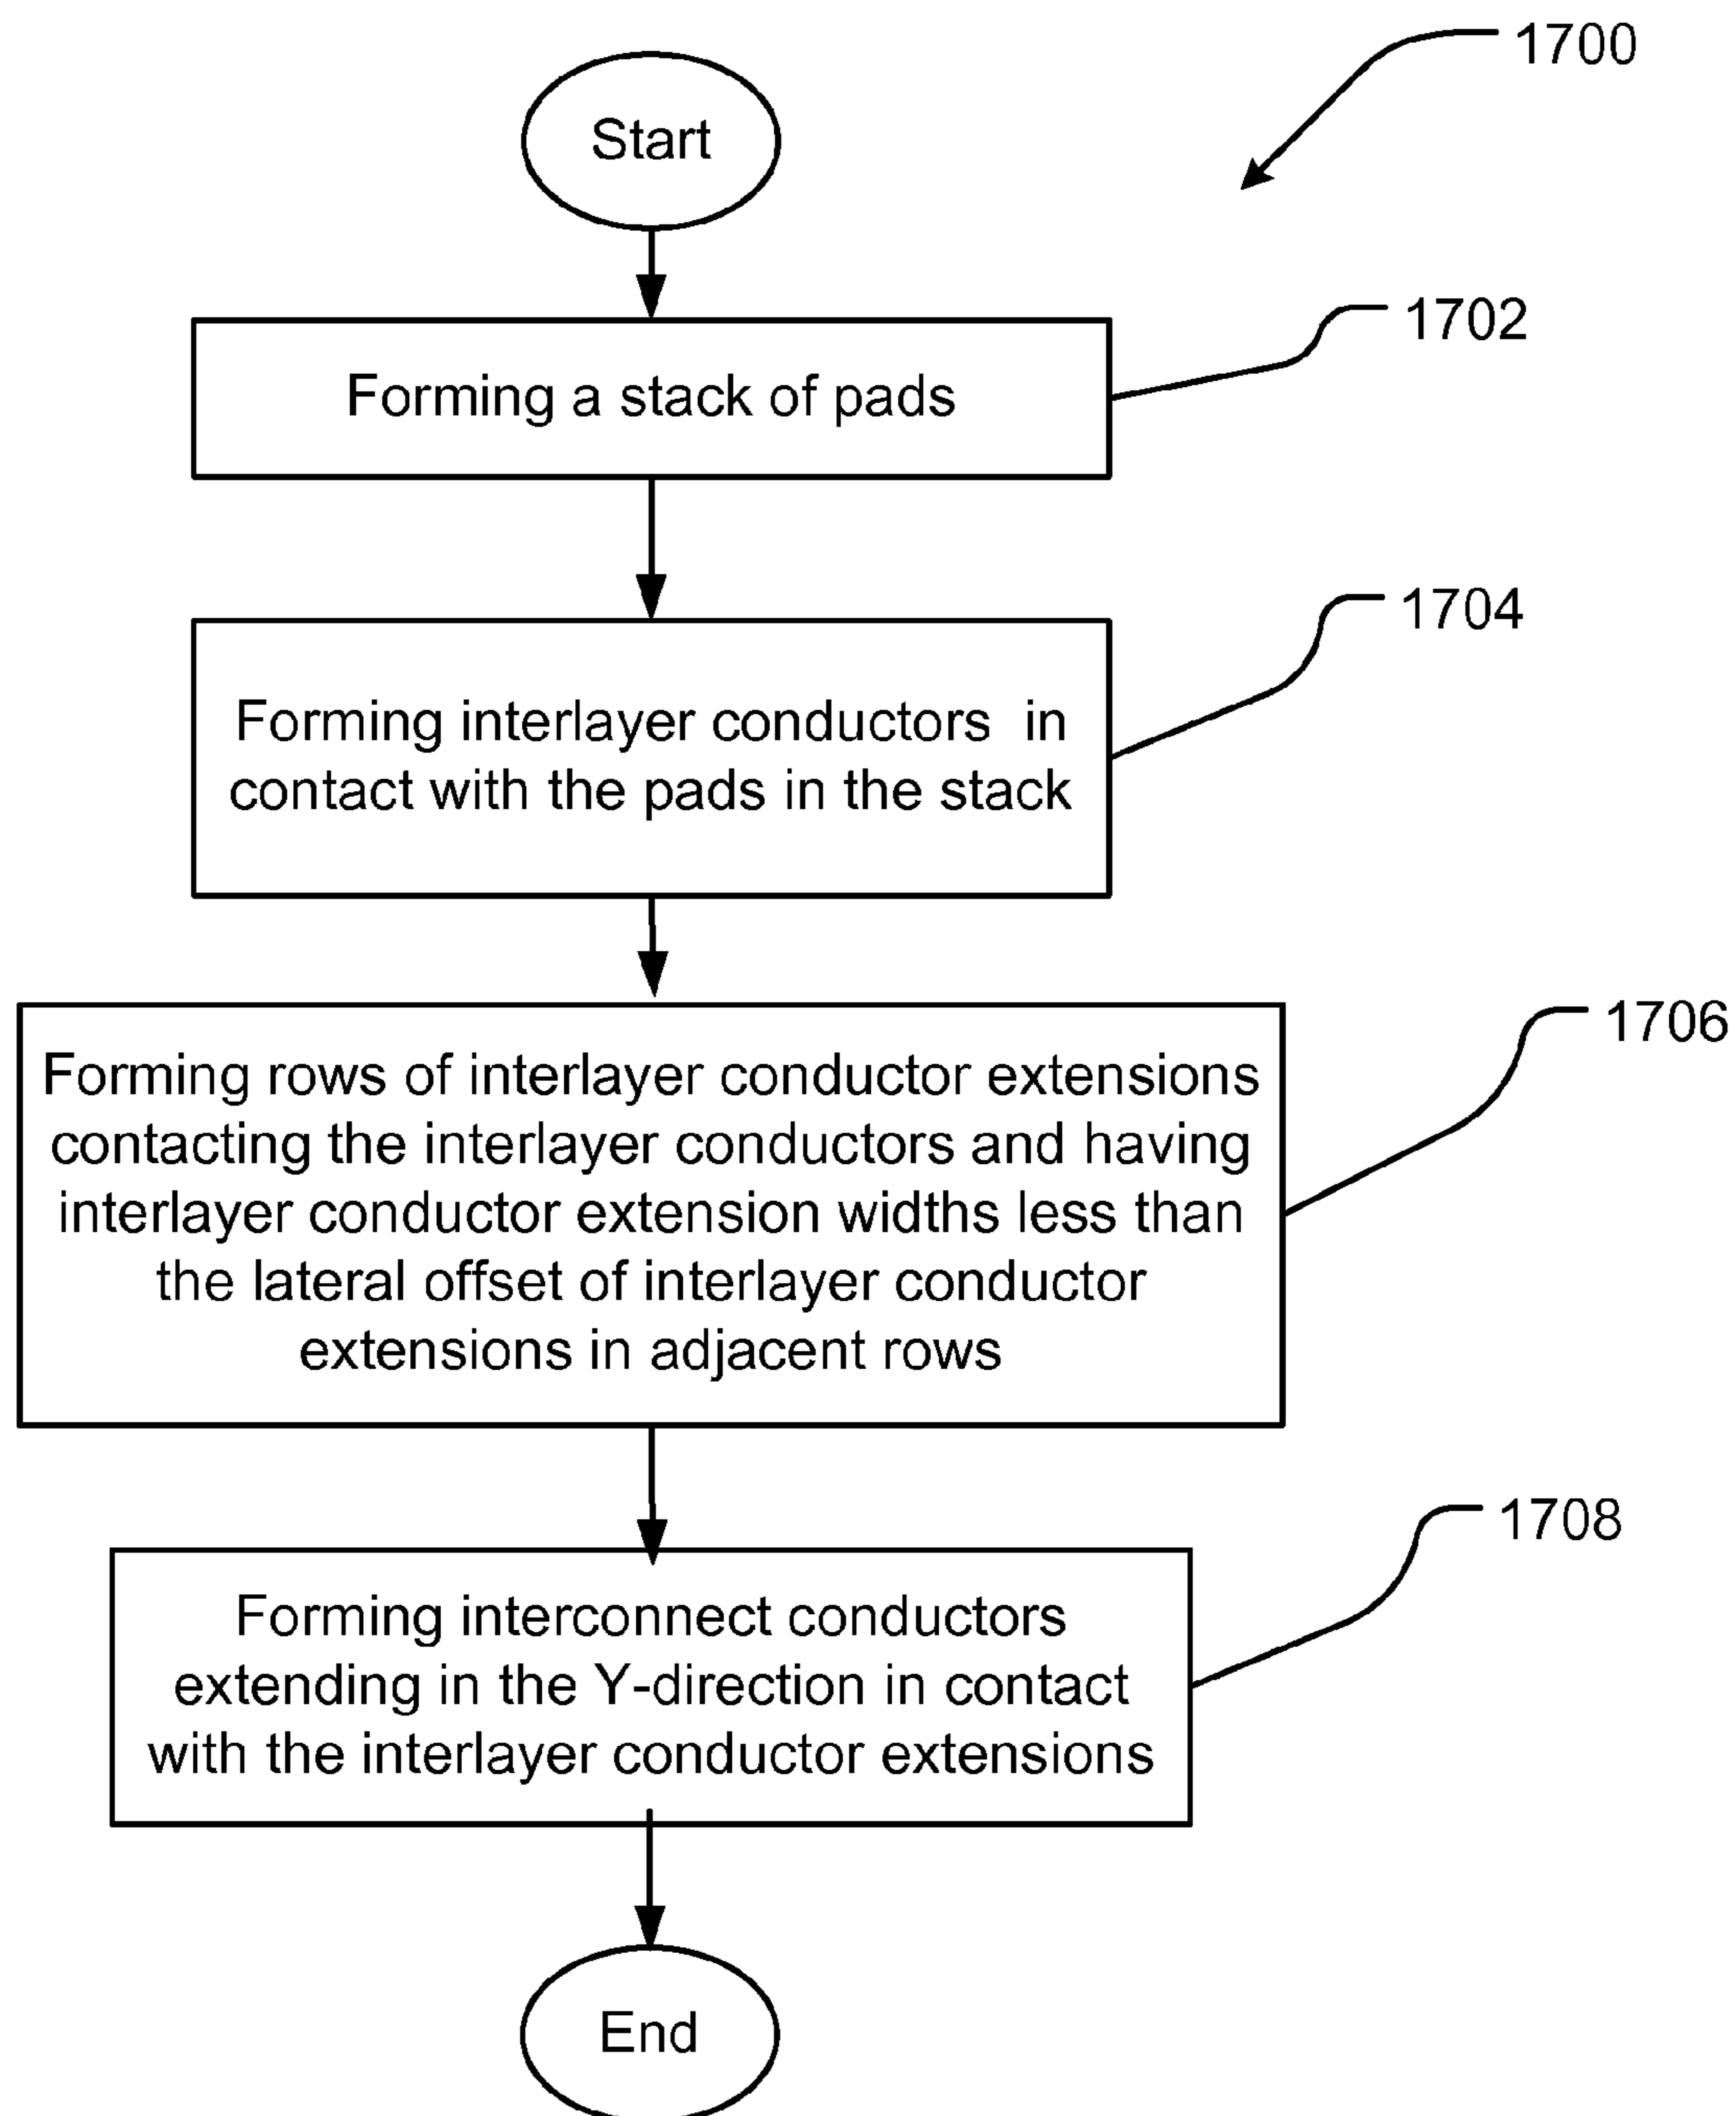 1700
Start
1702
Forming a stack of pads
1704
Forming interlayer conductors in
contact with the pads in the stack
1706
Forming rows of interlayer conductor extensions
contacting the interlayer conductors and having
interlayer conductor extension widths less than
the lateral offset of interlayer conductor
extensions in adjacent rows
1708
Forming interconnect conductors
extending in the Y-direction in contact
with the interlayer conductor extensions
End